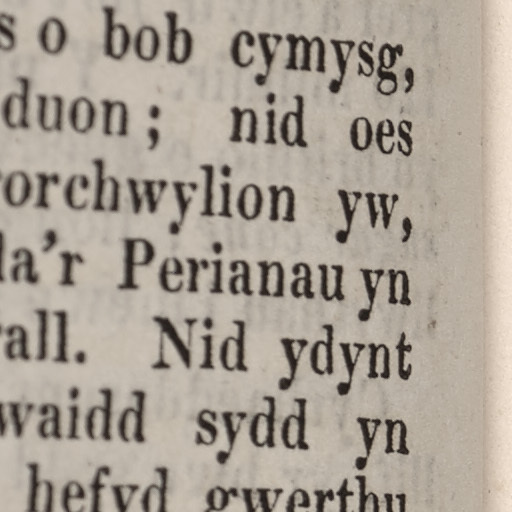 s o bob cymysg,
duon; nid oes
orchwylion yw,
la'r Perianau yn
all. Nid ydynt
waidd sydd yn
hefyd gwerthu